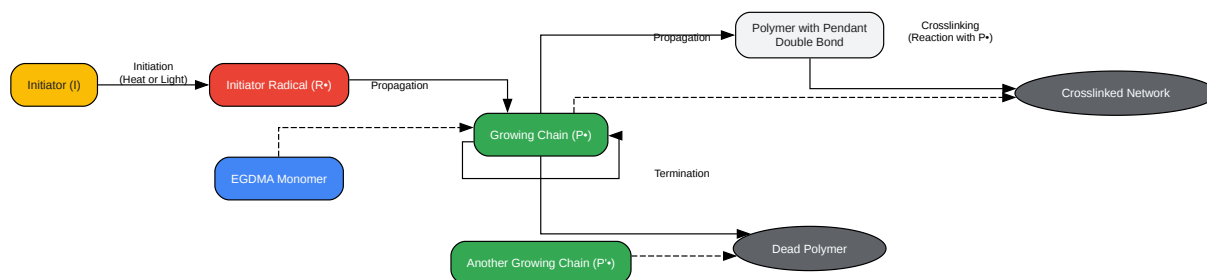 Initiator (I)
Initiation
(Heat or Light)
Initiator Radical (R•)
Propagation
EGDMA Monomer
Growing Chain (P•)
Propagation
Polymer with Pendant
Double Bond
Crosslinking
(Reaction with P•)
Crosslinked Network
Termination
Another Growing Chain (P'•)
Dead Polymer